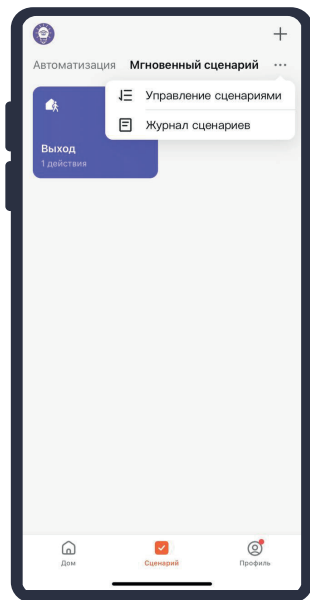 Автоматизация Мгновенный сценарий
Управление сценариями
Журнал сценариев
Выход
1 действия
Дом Сценарий Профиль